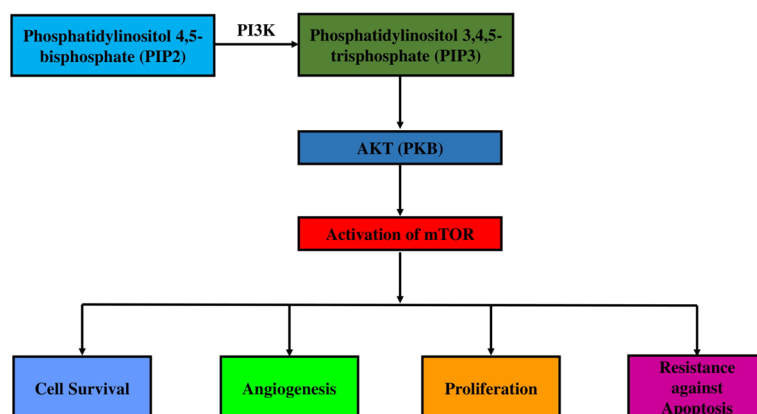 Phosphatidylinositol 4,5-
bisphosphate (PIP2)
PI3K
Phosphatidylinositol 3,4,5-
trisphosphate (PIP3)
AKT (PKB)
Activation of mTOR
Cell Survival
Angiogenesis
Proliferation
Resistance
against
Apoptosis